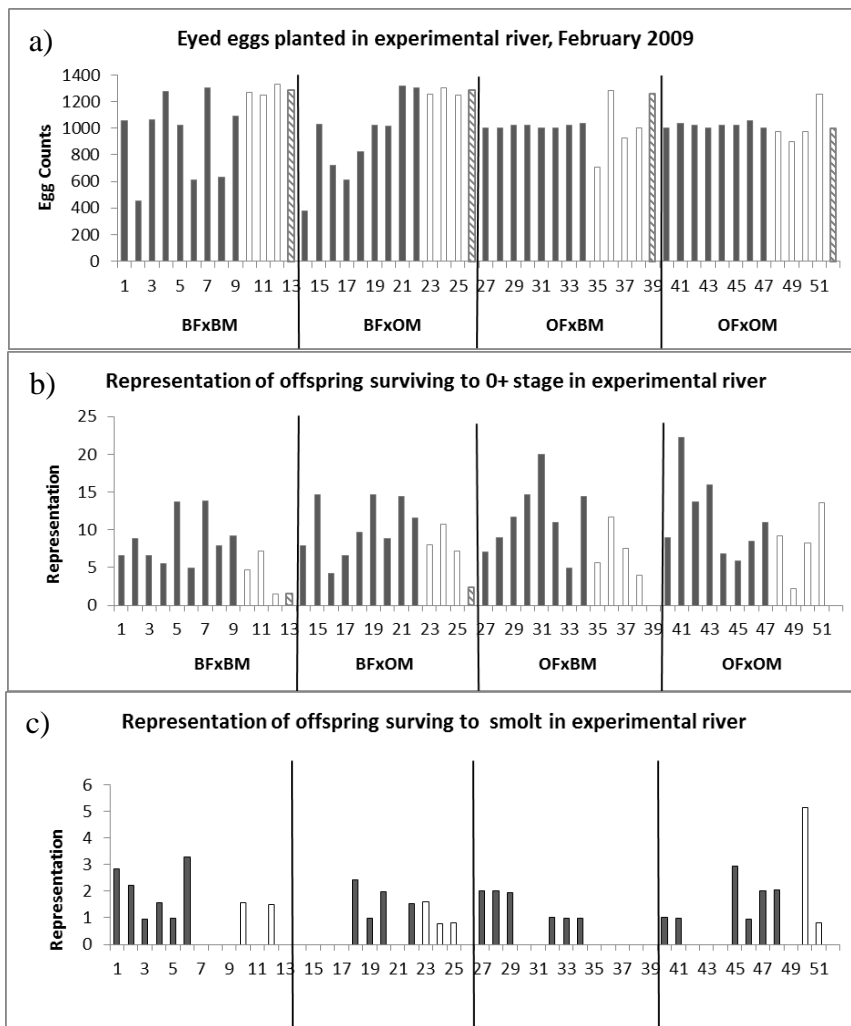 a)
Eyed eggs planted in experimental river, February 2009
Egg Counts
1400
1200
1000
800
600
400
200
0
1 3 5 7 9 11 13 15 17 19 21 23 25 27 29 31 33 35 37 39 41 43 45 47 49 51
BFxBM BFxOM OFxBM OFxOM
b)
Representation of offspring surviving to 0+ stage in experimental river
Representation
25
20
15
10
5
0
1 3 5 7 9 11 13 15 17 19 21 23 25 27 29 31 33 35 37 39 41 43 45 47 49 51
BFxBM BFxOM OFxBM OFxOM
c)
Representation of offspring surving to smolt in experimental river
Representation
6
5
4
3
2
1
0
1 3 5 7 9 11 13 15 17 19 21 23 25 27 29 31 33 35 37 39 41 43 45 47 49 51